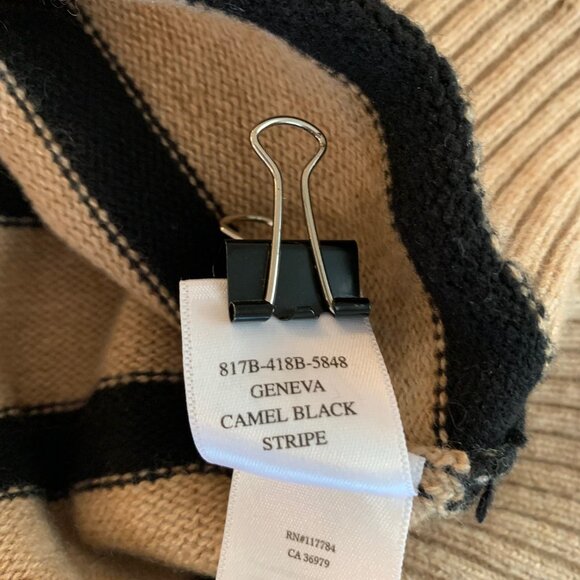 817B-418B-5848
GENEVA
CAMEL BLACK
STRIPE
RN#117784
CA 36979